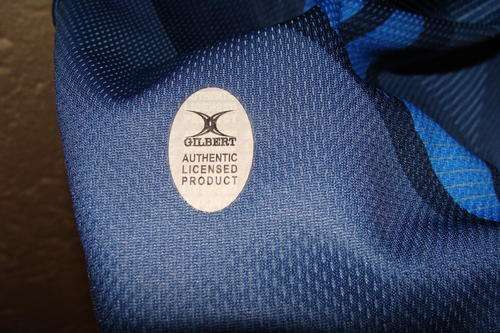 GILBERT
AUTHENTIC
LICENSED
PRODUCT